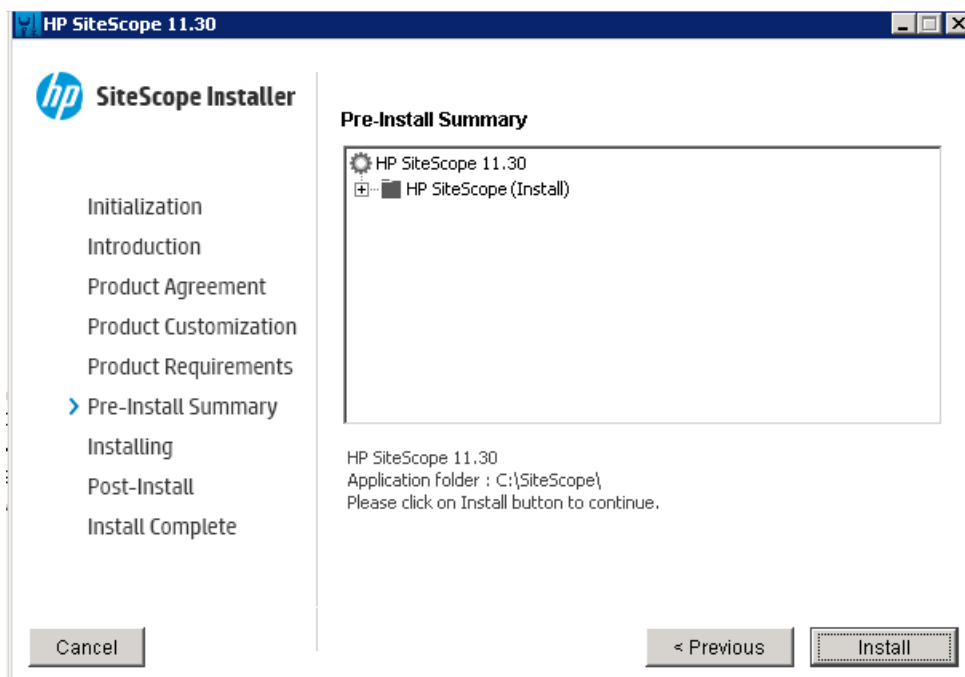 HP SiteScope 11.30
hp SiteScope Installer
Initialization
Introduction
Product Agreement
Product Customization
Product Requirements
Pre-Install Summary
Installing
Post-Install
Install Complete
Pre-Install Summary
HP SiteScope 11.30
HP SiteScope (Install)
HP SiteScope 11.30
Application folder : C:\SiteScope\
Please click on Install button to continue.
Cancel
< Previous
Install